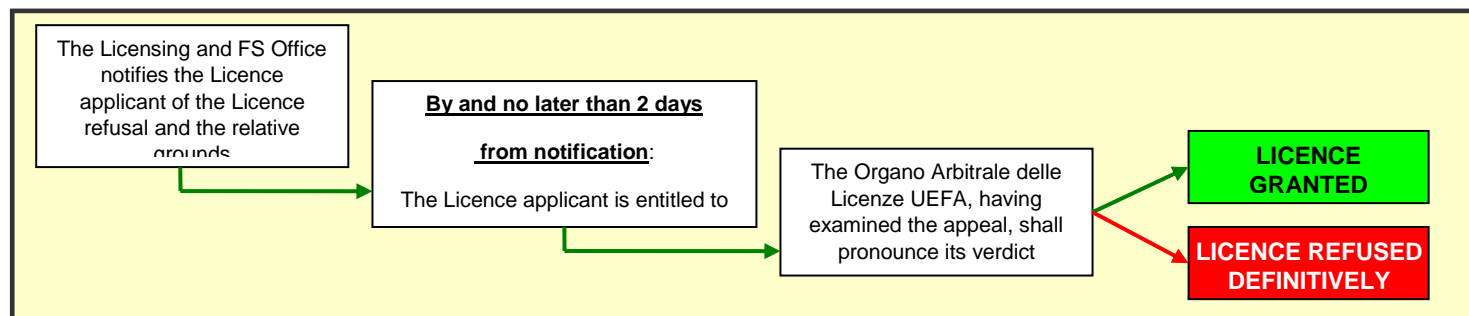 The Licensing and FS Office
notifies the Licence
applicant of the Licence
refusal and the relative
grounds
By and no later than 2 days
from notification:
The Licence applicant is entitled to
The Organo Arbitrale delle
Licenze UEFA, having
examined the appeal, shall
pronounce its verdict
LICENCE
GRANTED
LICENCE REFUSED
DEFINITIVELY